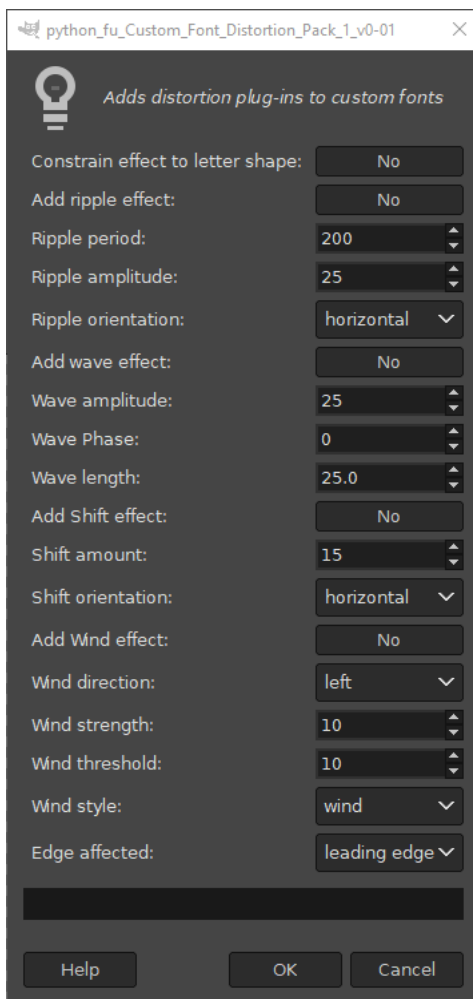 python_fu_Custom_Font_Distortion_Pack_1_v0-01
Adds distortion plug-ins to custom fonts
Constrain effect to letter shape: No
Add ripple effect: No
Ripple period: 200
Ripple amplitude: 25
Ripple orientation: horizontal
Add wave effect: No
Wave amplitude: 25
Wave Phase: 0
Wave length: 25.0
Add Shift effect: No
Shift amount: 15
Shift orientation: horizontal
Add Wind effect: No
Wind direction: left
Wind strength: 10
Wind threshold: 10
Wind style: wind
Edge affected: leading edge
Help OK Cancel